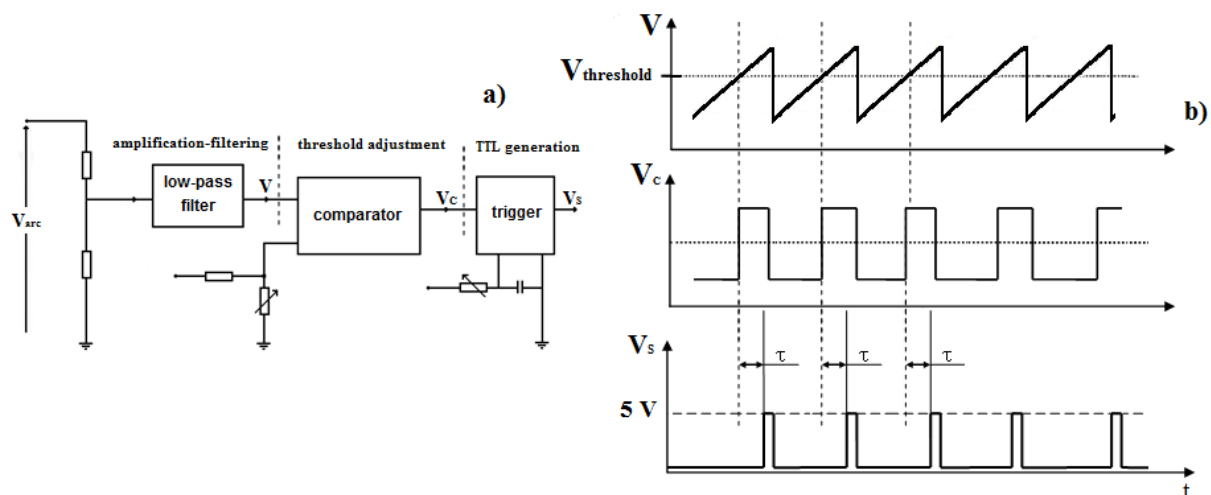 a)
amplification-filtering threshold adjustment TTL generation
low-pass
filter
V
comparator
Vc
trigger
Vs
Varc
b)
V
Vthreshold
Vc
Vs
τ τ τ
5 V
t